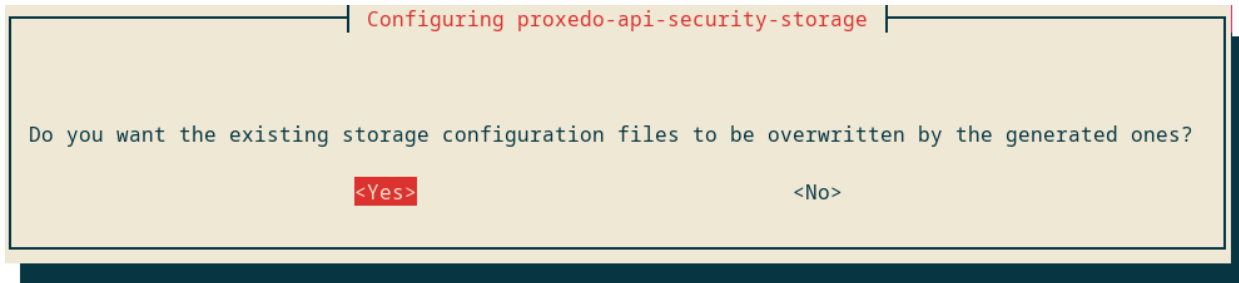 Configuring proxedo-api-security-storage
Do you want the existing storage configuration files to be overwritten by the generated ones?
<Yes> <No>